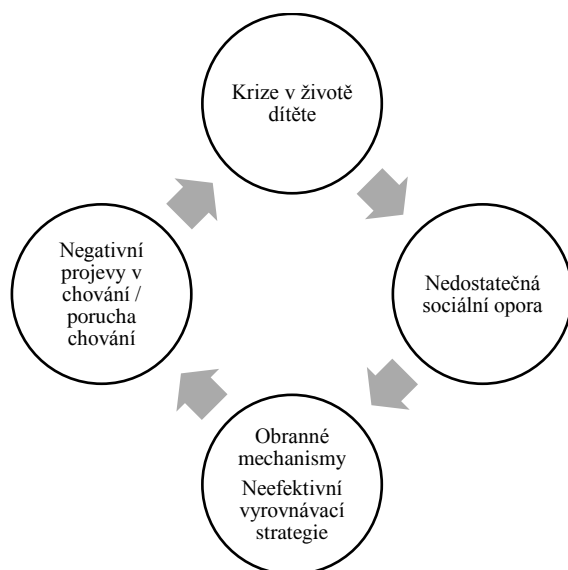 Krize v životě
dítěte
Nedostatečná
sociální opora
Obranné
mechanismy
Neefektivní
vyrovnávací
strategie
Negativní
projevy v
chování /
porucha
chování